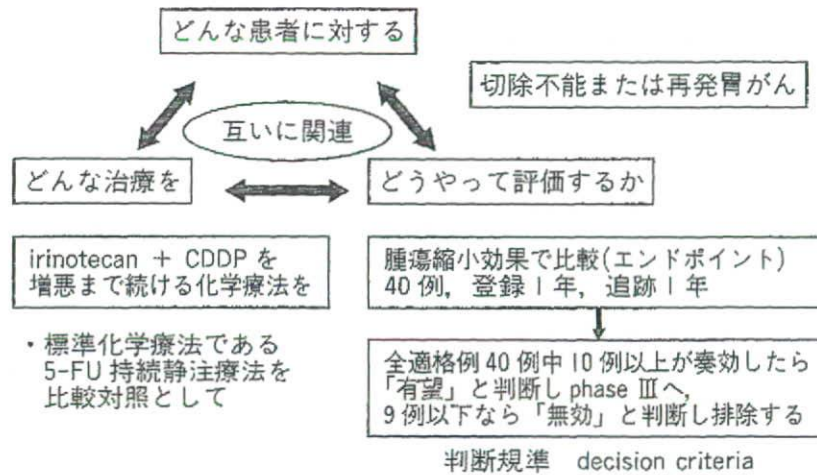 どんな患者に対する
切除不能または再発胃がん
互いに関連
どんな治療を
どうやって評価するか
irinotecan + CDDP を
増悪まで続ける化学療法を
腫瘍縮小効果で比較(エンドポイント)
40 例, 登録 1 年, 追跡 1 年
・標準化学療法である
5-FU 持続静注療法を
比較対照として
全適格例 40 例中 10 例以上が奏効したら
「有望」と判断し phase III へ,
9 例以下なら「無効」と判断し排除する
判断規準 decision criteria